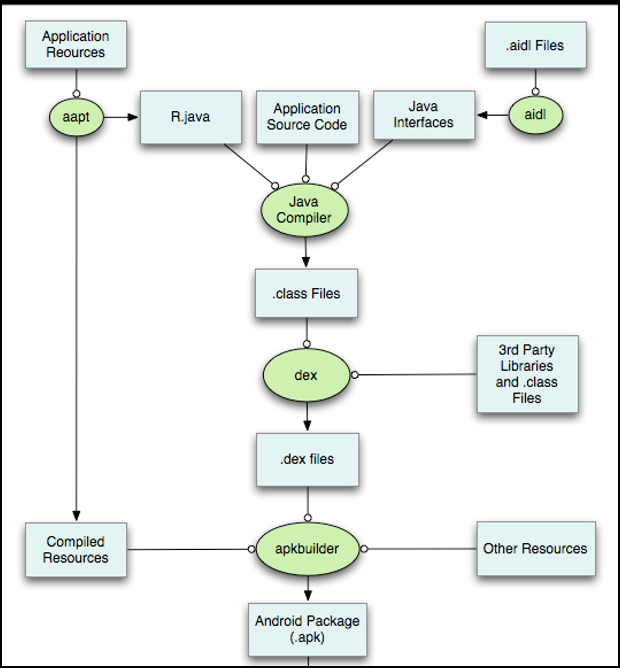 Application
Reources
.aidl Files
aapt
R.java
Application
Source Code
Java
Interfaces
aidl
Java
Compiler
.class Files
dex
3rd Party
Libraries
and .class
Files
.dex files
Compiled
Resources
apkbuilder
Other Resources
Android Package
(.apk)